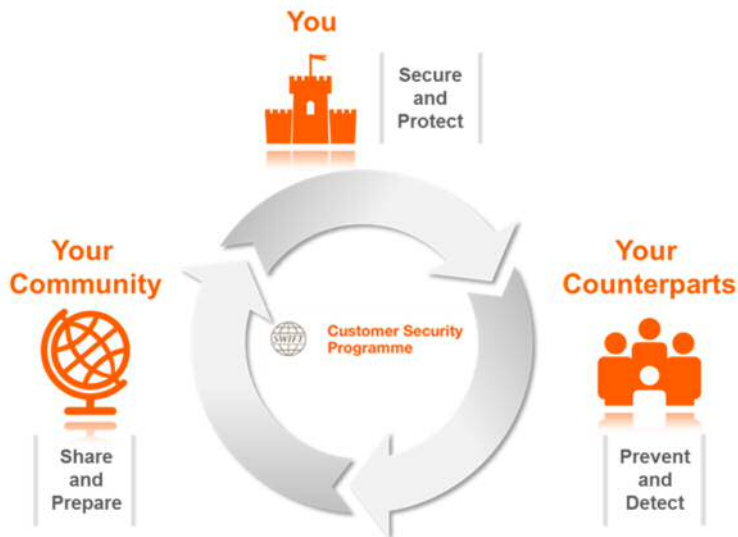 You
Secure
and
Protect
Your
Community
Your
Counterparts
SWIFT
Customer Security
Programme
Share
and
Prepare
Prevent
and
Detect